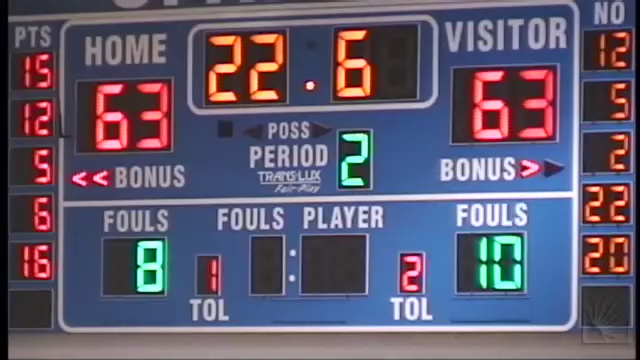 PTS
HOME
22.6
VISITOR
NO
15
63
63
12
12
POSS
5
5
<< BONUS
PERIOD
2
BONUS >
2
TRANS-LUX
Fair-Play
6
FOULS
FOULS
PLAYER
FOULS
22
16
8
1
:
2
10
20
TOL
TOL